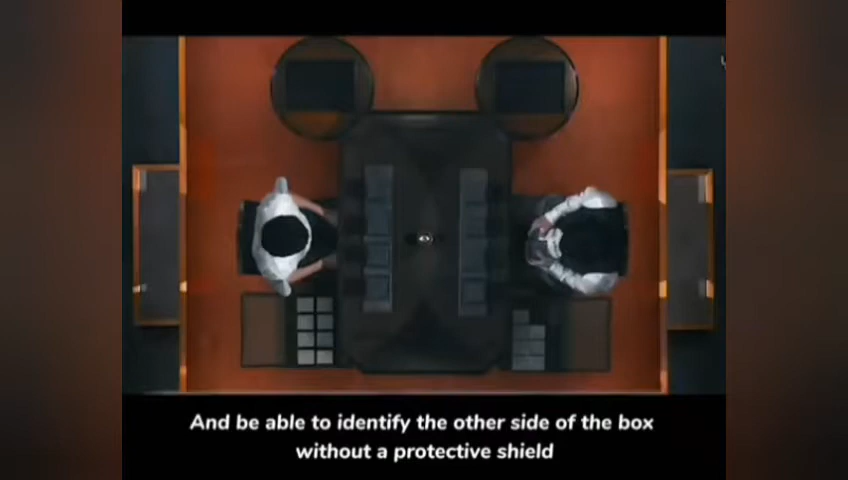 And be able to identify the other side of the box
without a protective shield